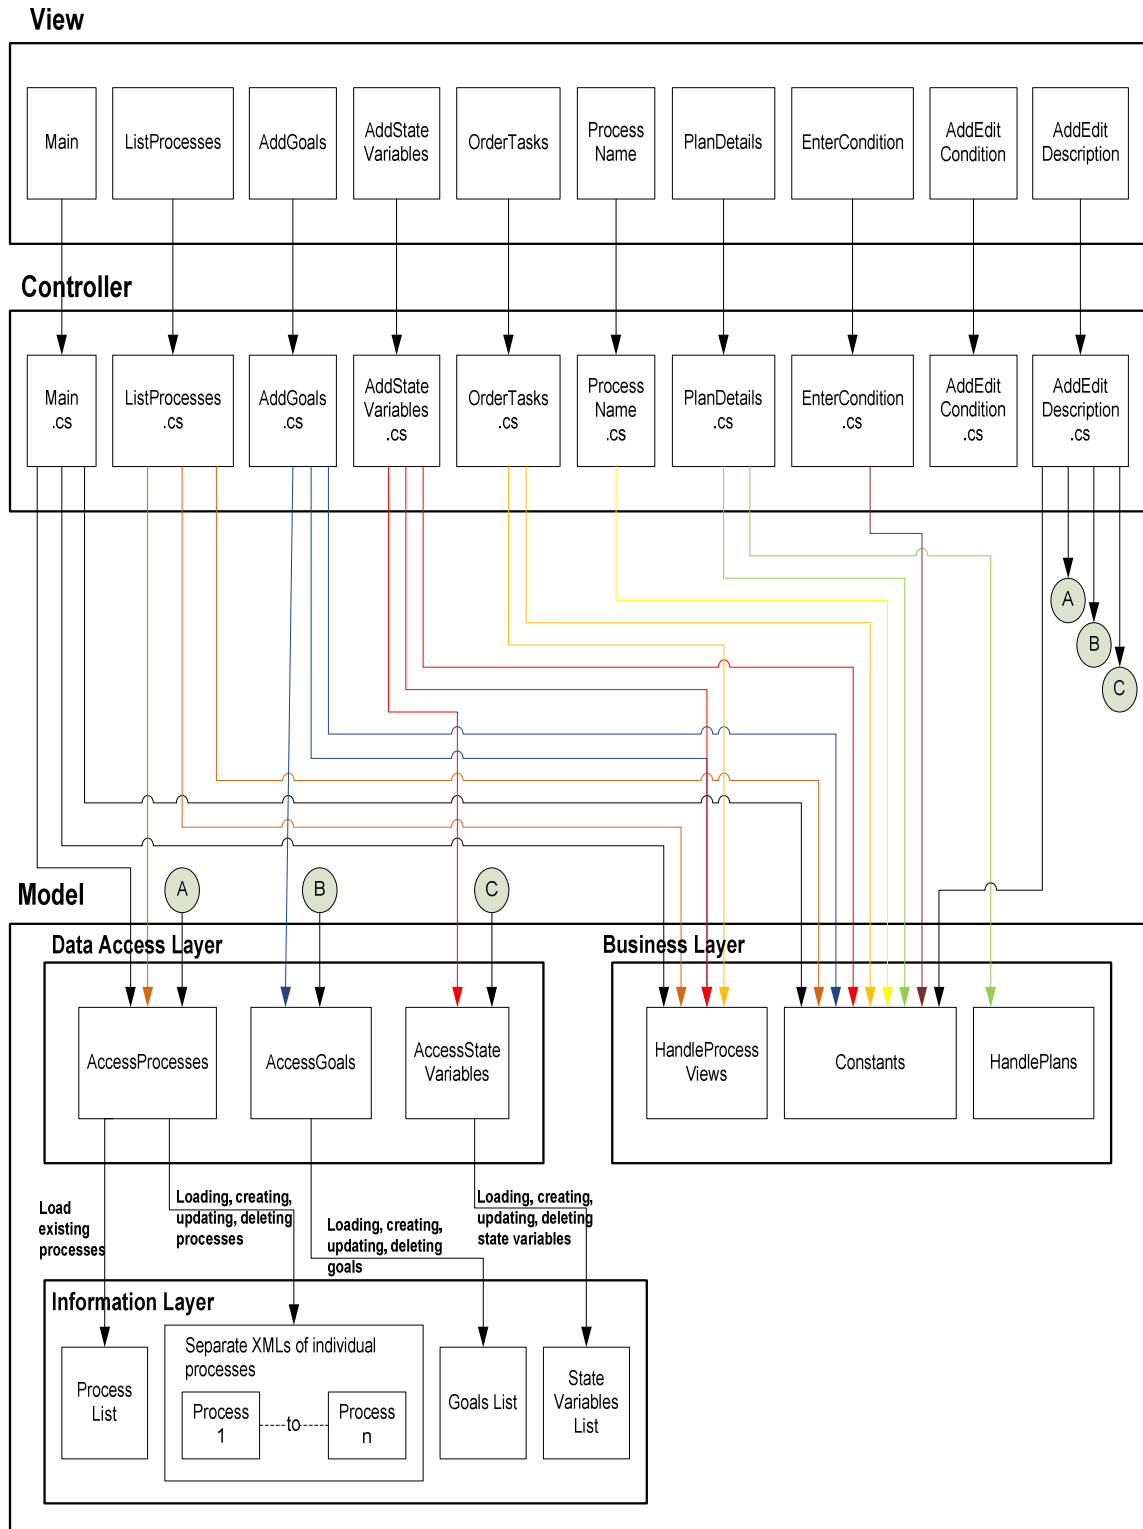 View
Main
ListProcesses
AddGoals
AddState
Variables
OrderTasks
Process
Name
PlanDetails
EnterCondition
AddEdit
Condition
AddEdit
Description
Controller
Main
.cs
ListProcesses
.cs
AddGoals
.cs
AddState
Variables
.cs
OrderTasks
.cs
Process
Name
.cs
PlanDetails
.cs
EnterCondition
.cs
AddEdit
Condition
.cs
AddEdit
Description
.cs
A
B
C
Model
A
B
C
Data Access Layer
Business Layer
AccessProcesses
AccessGoals
AccessState
Variables
HandleProcess
Views
Constants
HandlePlans
Load
existing
processes
Loading, creating,
updating, deleting
processes
Loading, creating,
updating, deleting
goals
Loading, creating,
updating, deleting
state variables
Information Layer
Process
List
Separate XMLs of individual
processes
Process
1
to
Process
n
Goals List
State
Variables
List